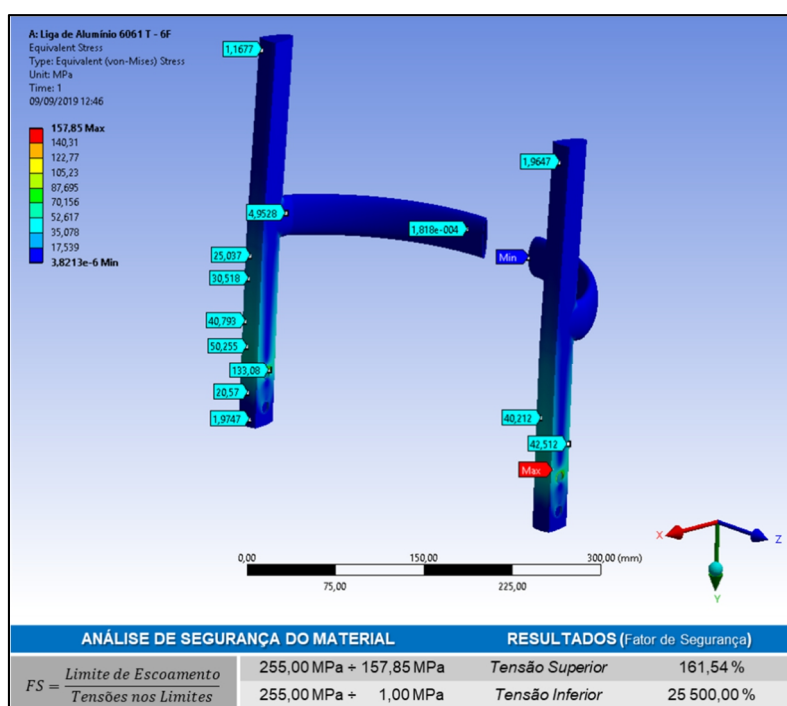 A: Liga de Alumínio 6061 T - 6F
Equivalent Stress
Type: Equivalent (von-Mises) Stress
Unit: MPa
Time: 1
09/09/2019 12:46
157,85 Max
140,31
122,77
105,23
87,695
70,156
52,617
35,078
17,539
3,8213e-6 Min
1,1677
4,9528
1,818e-004
25,037
30,518
40,793
50,255
133,08
20,57
1,9747
1,9647
Min
40,212
42,512
Max
X
Z
Y
0,00 150,00 300,00 (mm)
75,00 225,00
ANÁLISE DE SEGURANÇA DO MATERIAL RESULTADOS (Fator de Segurança)
FS = Limite de Escoamento / Tensões nos Limites
255,00 MPa ÷ 157,85 MPa Tensão Superior 161,54 %
255,00 MPa ÷ 1,00 MPa Tensão Inferior 25 500,00 %